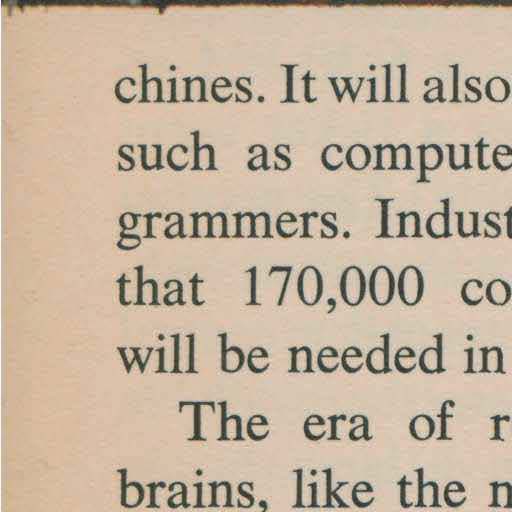 chines. It will also
such as compute
grammers. Indust
that 170,000 co
will be needed in
The era of r
brains, like the